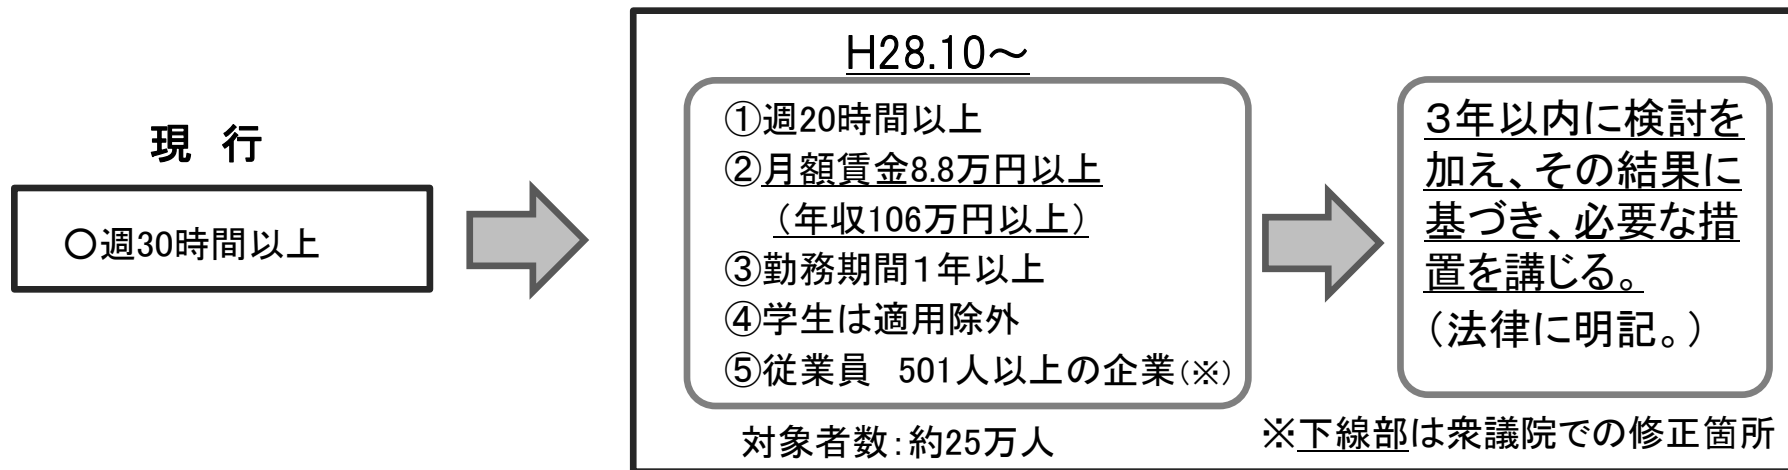 現 行
○週30時間以上
H28.10～
①週20時間以上
②月額賃金8.8万円以上
（年収106万円以上）
③勤務期間１年以上
④学生は適用除外
⑤従業員 501人以上の企業(※)
対象者数：約25万人
３年以内に検討を
加え、その結果に
基づき、必要な措
置を講じる。
（法律に明記。）
※下線部は衆議院での修正箇所